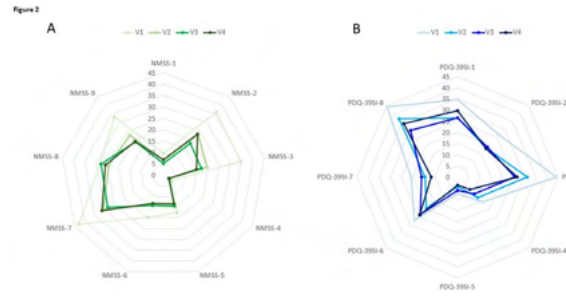 Figure 2
A
V1 V2 V3 V4
NMSS-1
NMSS-2
NMSS-3
NMSS-4
NMSS-5
NMSS-6
NMSS-7
NMSS-8
NMSS-9
45
40
35
30
25
20
15
10
5
0
B
V1 V2 V3 V4
PDQ-39SI-1
PDQ-39SI-2
P
PDQ-39SI-4
PDQ-39SI-5
PDQ-39SI-6
PDQ-39SI-7
PDQ-39SI-8
45
40
35
30
25
20
15
10
5
0